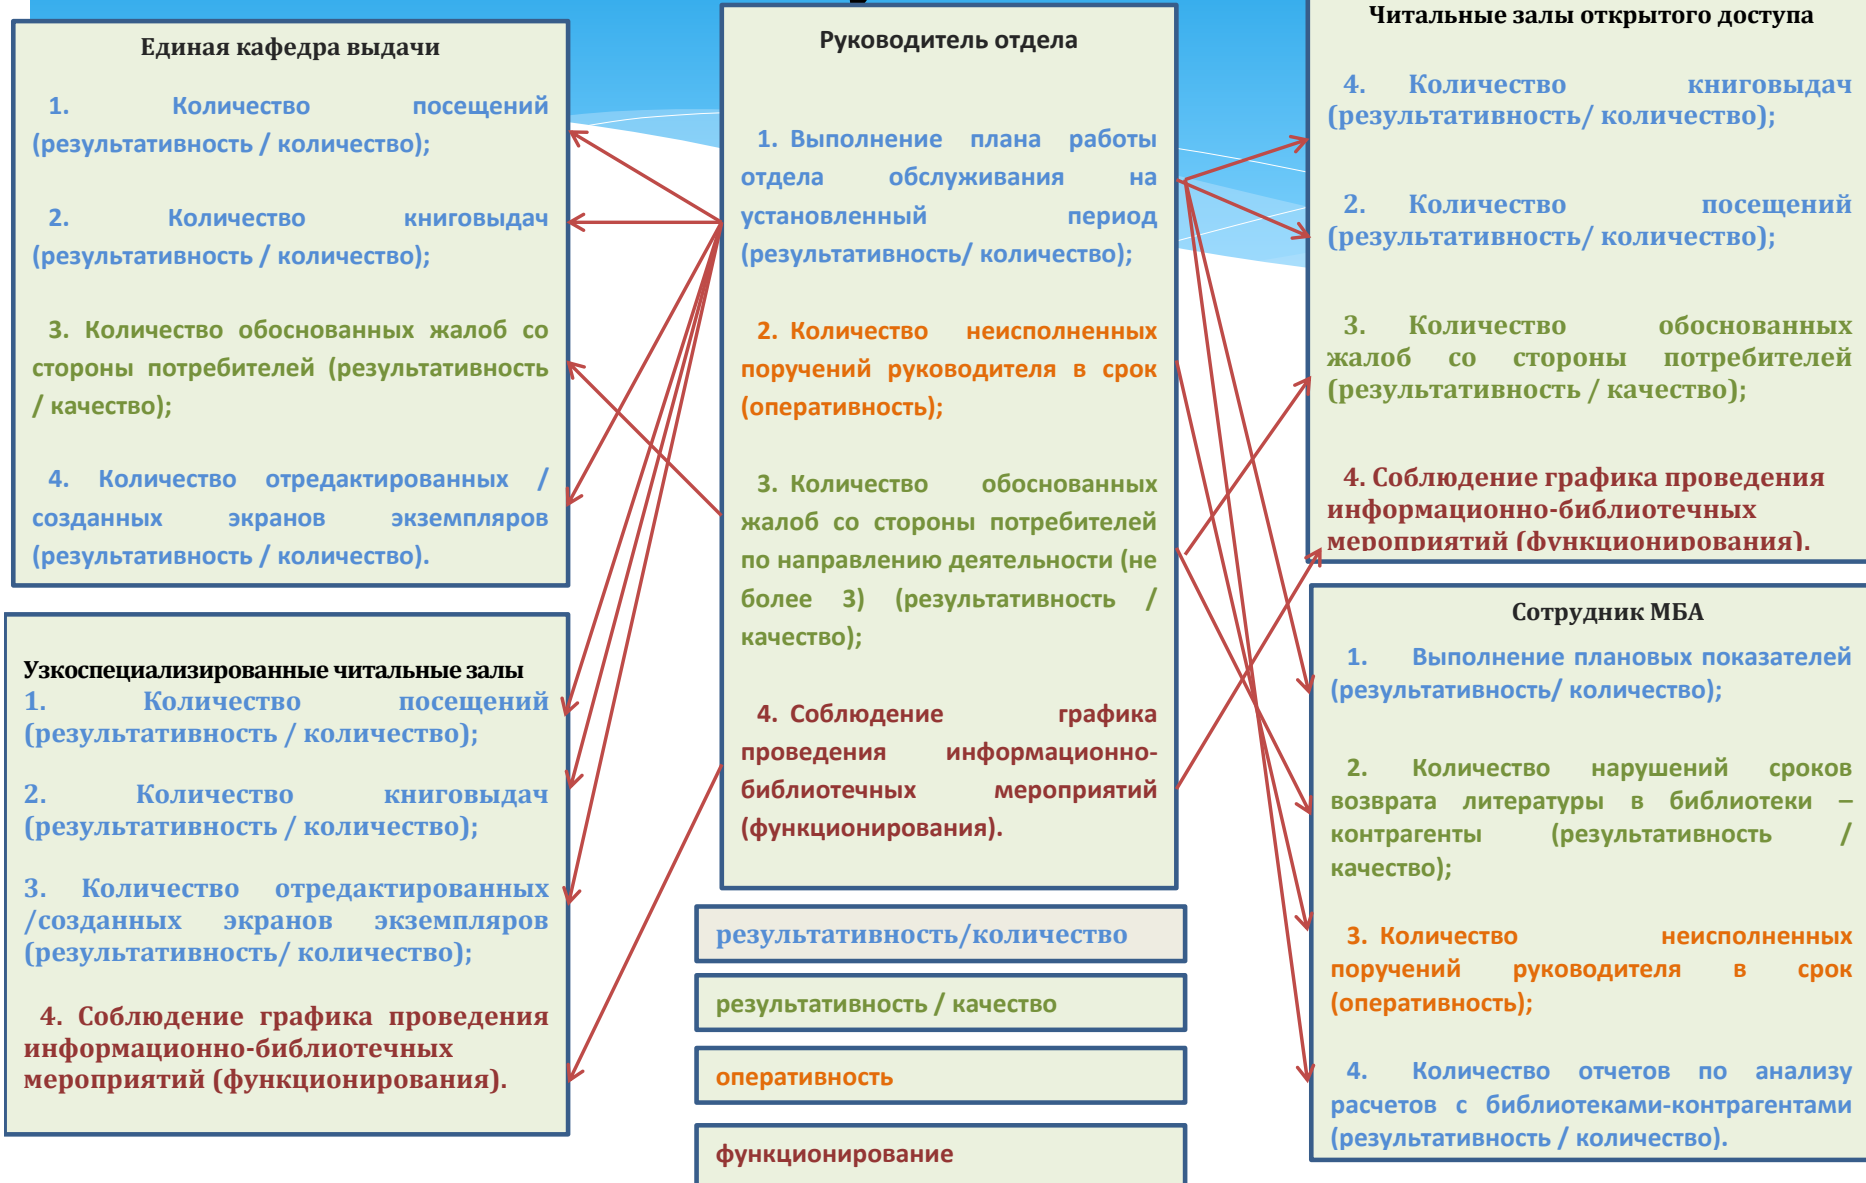 Единая кафедра выдачи
1. Количество посещений
(результативность / количество);
2. Количество книговыдач
(результативность / количество);
3. Количество обоснованных жалоб со
стороны потребителей (результативность
/ качество);
4. Количество отредактированных /
созданных экранов экземпляров
(результативность / количество).
Узкоспециализированные читальные залы
1. Количество посещений
(результативность / количество);
2. Количество книговыдач
(результативность / количество);
3. Количество отредактированных
/созданных экранов экземпляров
(результативность/ количество);
4. Соблюдение графика проведения
информационно-библиотечных
мероприятий (функционирования).
Руководитель отдела
1. Выполнение плана работы
отдела обслуживания на
установленный период
(результативность/ количество);
2. Количество неисполненных
поручений руководителя в срок
(оперативность);
3. Количество обоснованных
жалоб со стороны потребителей
по направлению деятельности (не
более 3) (результативность /
качество);
4. Соблюдение графика
проведения информационно-
библиотечных мероприятий
(функционирования).
результативность/количество
результативность / качество
оперативность
функционирование
Читальные залы открытого доступа
4. Количество книговыдач
(результативность/ количество);
2. Количество посещений
(результативность/ количество);
3. Количество обоснованных
жалоб со стороны потребителей
(результативность / качество);
4. Соблюдение графика проведения
информационно-библиотечных
мероприятий (функционирования).
Сотрудник МБА
1. Выполнение плановых показателей
(результативность/ количество);
2. Количество нарушений сроков
возврата литературы в библиотеки –
контрагенты (результативность /
качество);
3. Количество неисполненных
поручений руководителя в срок
(оперативность);
4. Количество отчетов по анализу
расчетов с библиотеками-контрагентами
(результативность / количество).